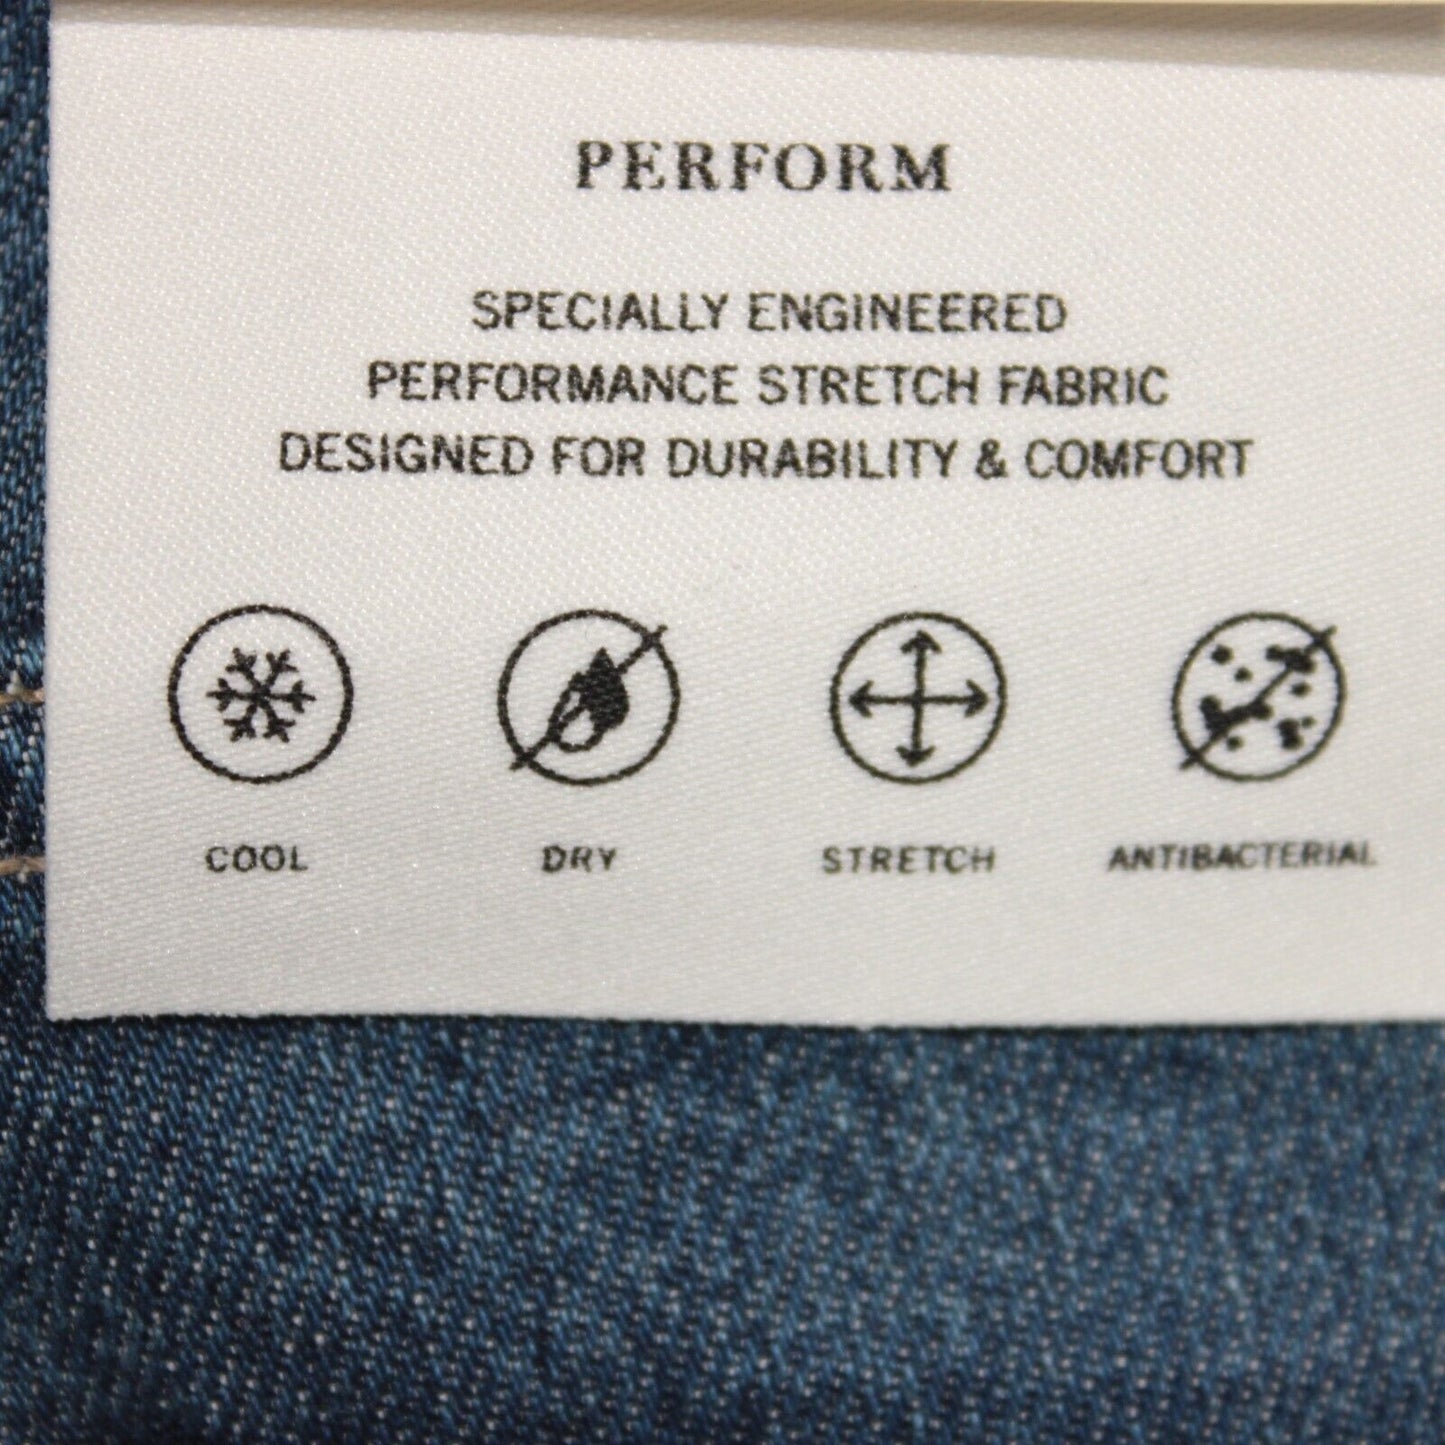 PERFORM
SPECIALLY ENGINEERED
PERFORMANCE STRETCH FABRIC
DESIGNED FOR DURABILITY & COMFORT
COOL DRY STRETCH ANTIBACTERIAL